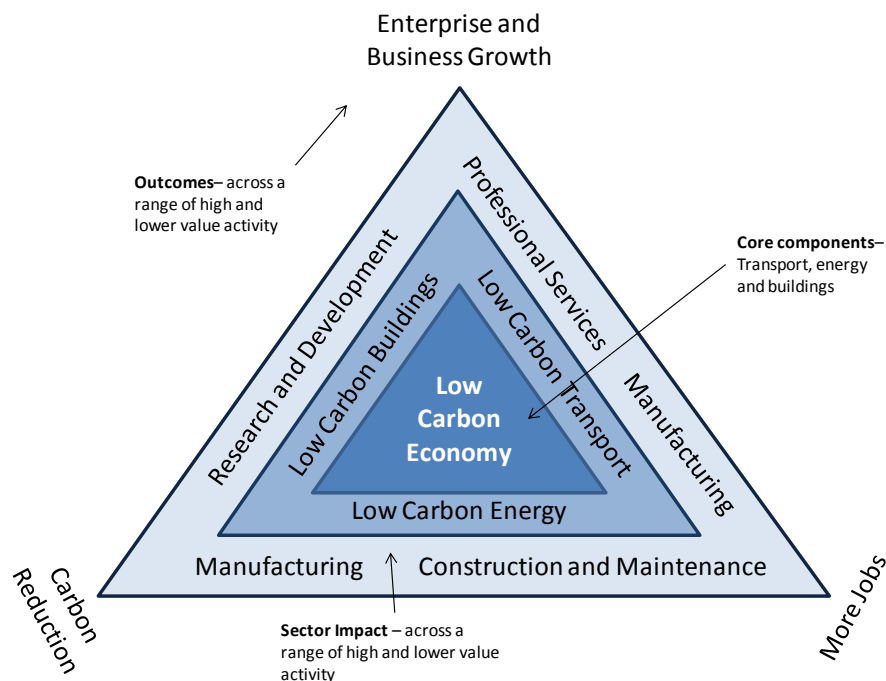 Enterprise and
Business Growth
Outcomes– across a
range of high and
lower value activity
Professional Services
Manufacturing
Core components–
Transport, energy
and buildings
Research and Development
Low Carbon Buildings
Low Carbon Transport
Low
Carbon
Economy
Low Carbon Energy
Manufacturing
Construction and Maintenance
Carbon
Reduction
More Jobs
Sector Impact – across a
range of high and lower value
activity